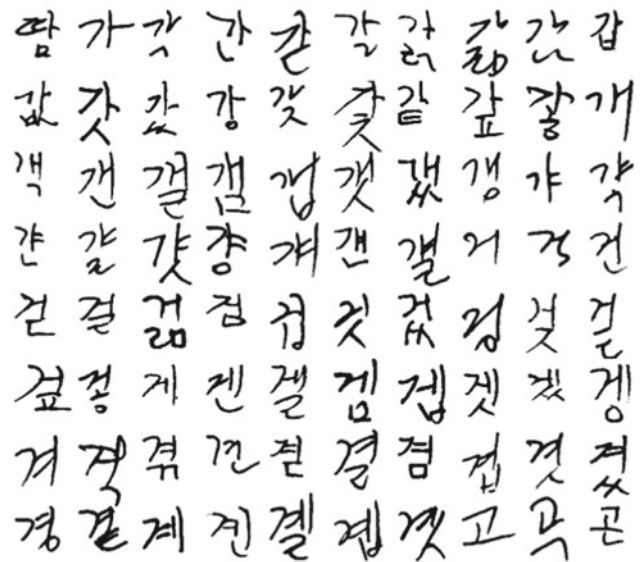 땀 가 각 간 갇 갈 갉 갊 감 갑
값 갓 갔 강 갖 갗 같 갚 갛 개
객 갠 갤 갬 갭 갯 갰 갱 갸 갹
갼 걀 걋 걍 걔 걘 걜 거 걱 건
걷 걸 걺 검 겁 것 겄 겅 겆 겉
겊 겋 게 겐 겔 겜 겝 겟 겠 겡
겨 격 겪 견 겯 결 겸 겹 겻 겼
경 곁 계 곈 곌 곕 곗 고 곡 곤